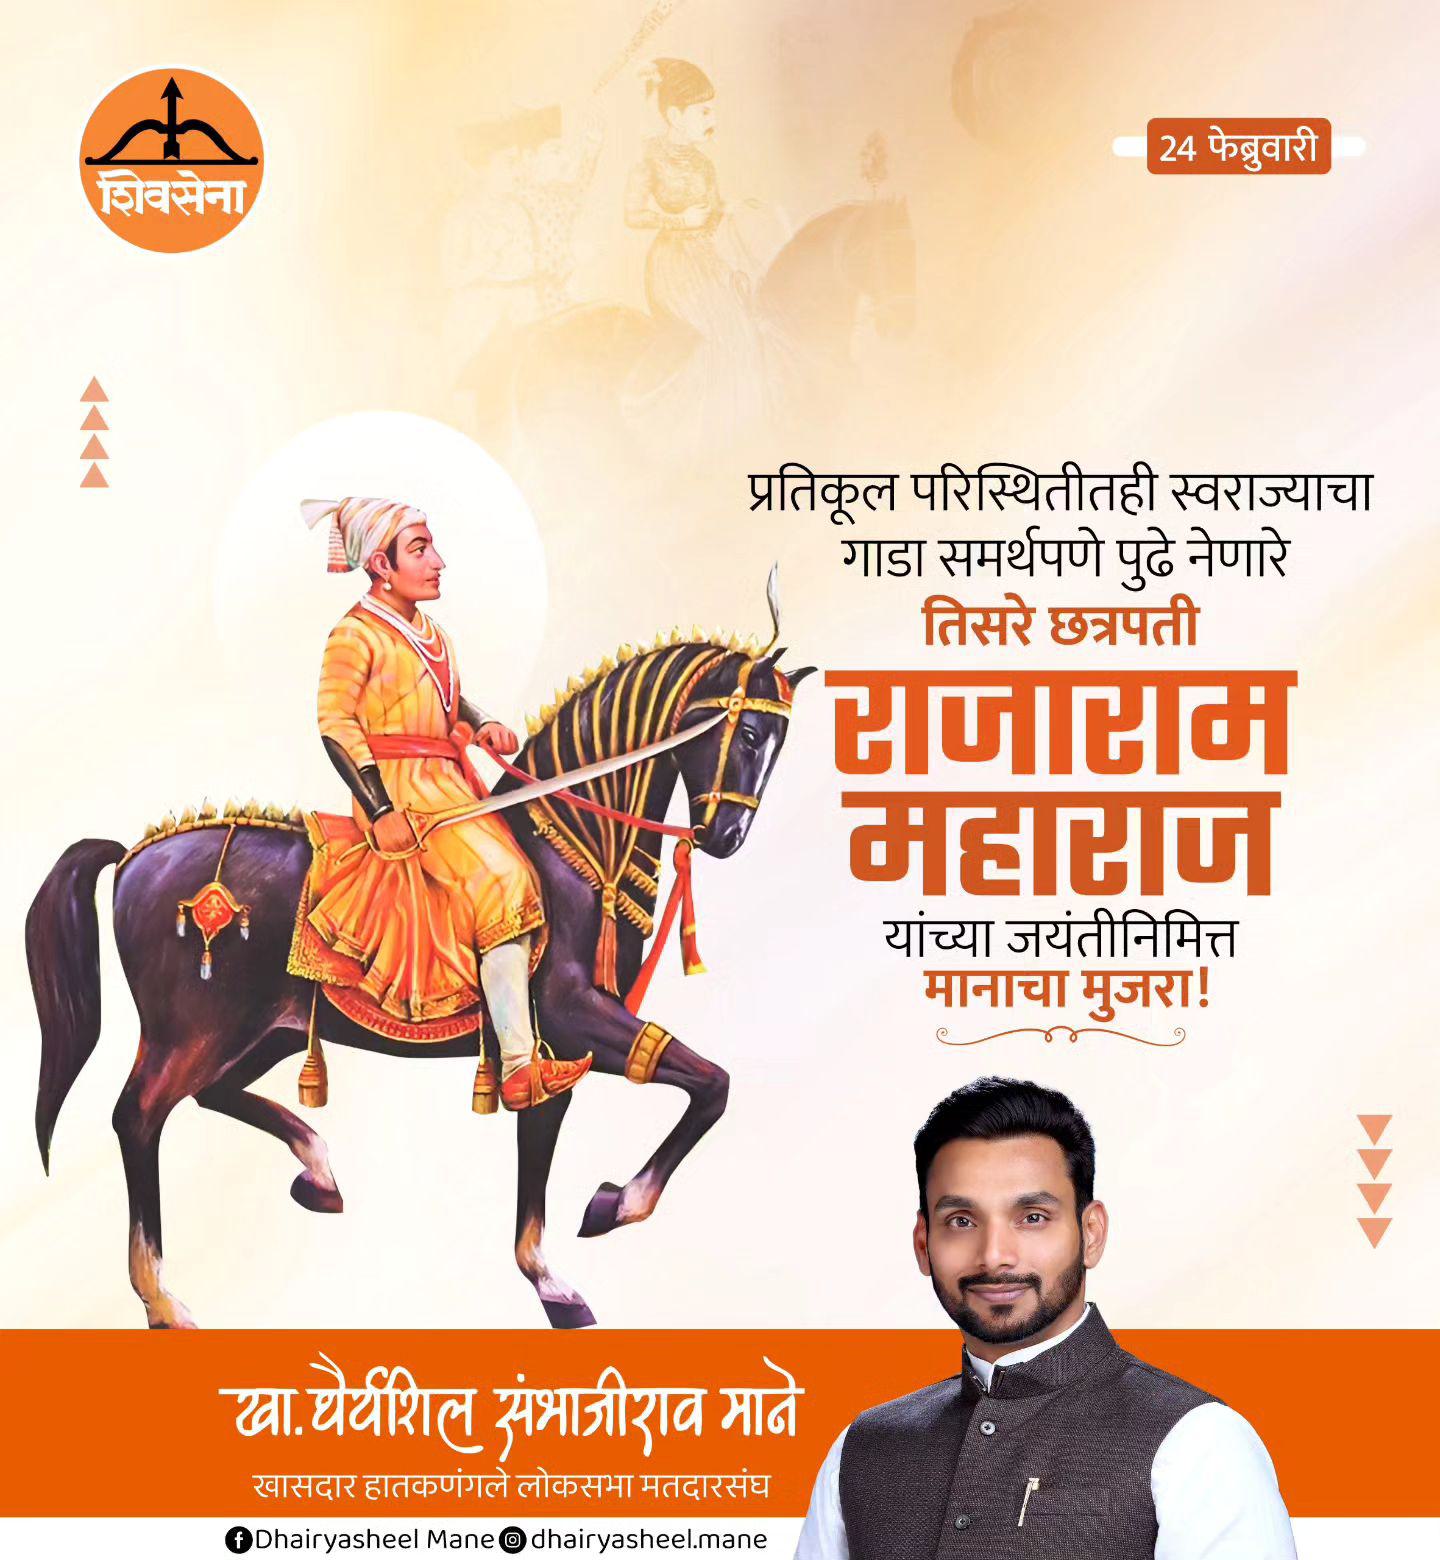 शिवसेना
24 फेब्रुवारी
प्रतिकूल परिस्थितीतही स्वराज्याचा
गाडा समर्थपणे पुढे नेणारे
तिसरे छत्रपती
राजाराम
महाराज
यांच्या जयंतीनिमित्त
मानाचा मुजरा!
खा. धैर्यशिल संभाजीराव माने
खासदार हातकणंगले लोकसभा मतदारसंघ
Dhairyasheel Mane dhairyasheel.mane